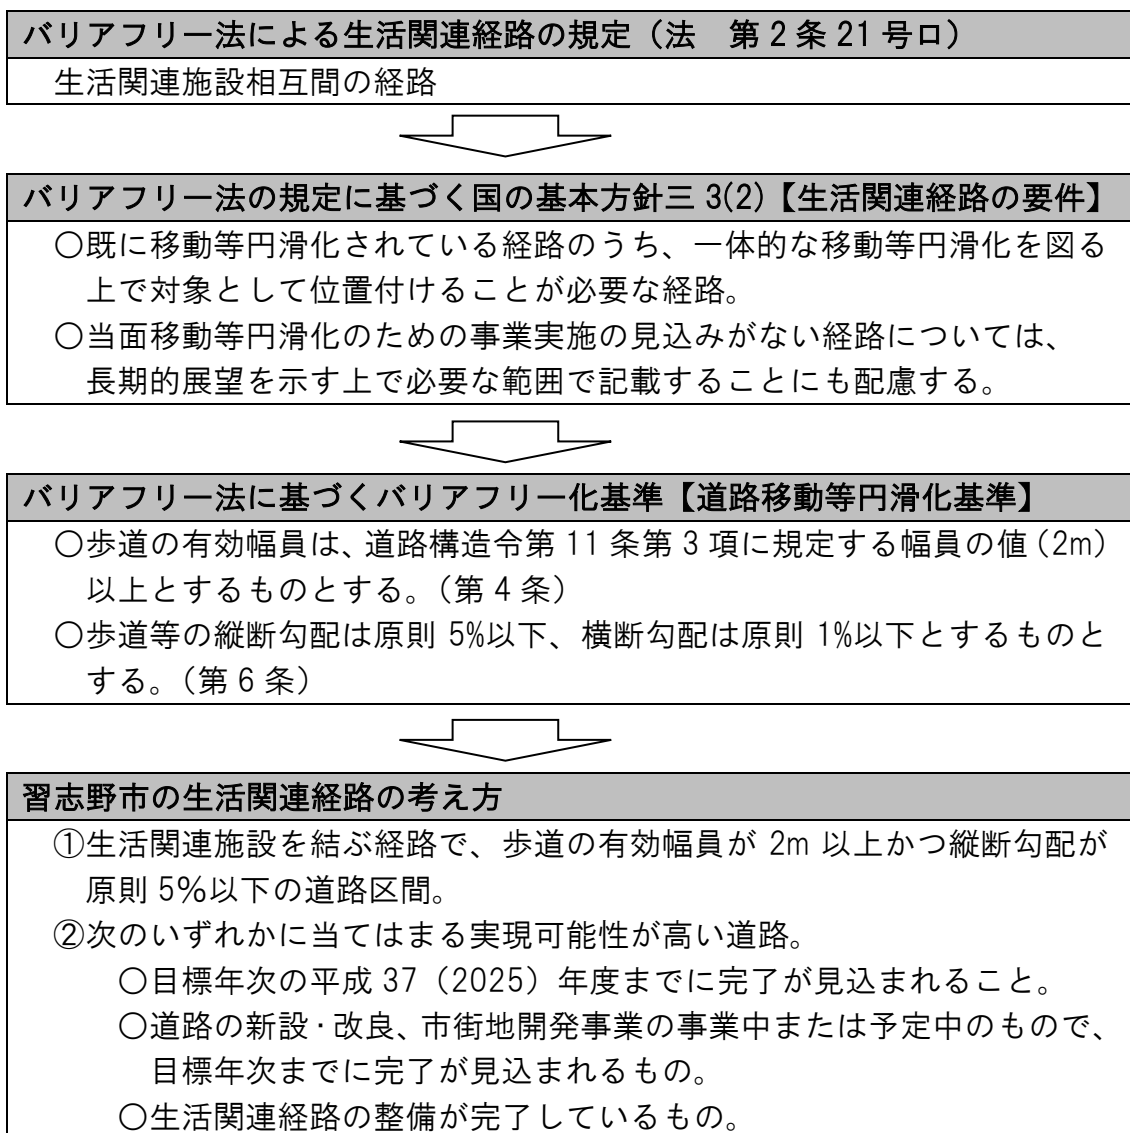 バリアフリー法による生活関連経路の規定（法　第2条21号ロ）
生活関連施設相互間の経路
バリアフリー法の規定に基づく国の基本方針三 3(2)【生活関連経路の要件】
○既に移動等円滑化されている経路のうち、一体的な移動等円滑化を図る
上で対象として位置付けることが必要な経路。
○当面移動等円滑化のための事業実施の見込みがない経路については、
長期的展望を示す上で必要な範囲で記載することにも配慮する。
バリアフリー法に基づくバリアフリー化基準【道路移動等円滑化基準】
○歩道の有効幅員は、道路構造令第 11 条第 3 項に規定する幅員の値（2m）
以上とするものとする。（第 4 条）
○歩道等の縦断勾配は原則 5%以下、横断勾配は原則 1%以下とするものと
する。（第 6 条）
習志野市の生活関連経路の考え方
①生活関連施設を結ぶ経路で、歩道の有効幅員が 2m 以上かつ縦断勾配が
原則 5％以下の道路区間。
②次のいずれかに当てはまる実現可能性が高い道路。
○目標年次の平成 37（2025）年度までに完了が見込まれること。
○道路の新設・改良、市街地開発事業の事業中または予定中のもので、
目標年次までに完了が見込まれるもの。
○生活関連経路の整備が完了しているもの。